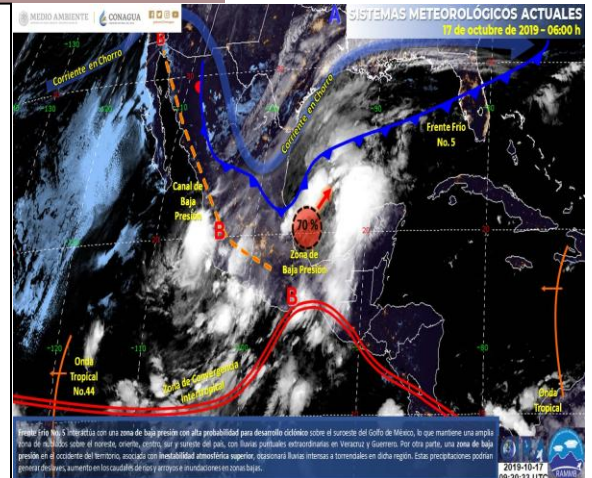 MEDIO AMBIENTE
CONAGUA
SISTEMAS METEOROLÓGICOS ACTUALES
17 de octubre de 2019 – 06:00 h
A
B
Corriente en Chorro
Corriente en Chorro
Frente Frío
No. 5
Canal de
Baja
Presión
B
70 %
Zona de
Baja Presión
B
Onda
Tropical
No.44
Zona de Convergencia
Intertropical
Onda
Tropical
Frente Frío No. 5 interactúa con una zona de baja presión con alta probabilidad para desarrollo ciclónico sobre el suroeste del Golfo de México, lo que mantiene una amplia
zona de nublados sobre el noreste, oriente, centro, sur y sureste del país, con lluvias puntuales extraordinarias en Veracruz y Guerrero. Por otra parte, una zona de baja
presión en el occidente del territorio, asociada con inestabilidad atmosférica superior, ocasionará lluvias intensas a torrenciales en dicha región. Estas precipitaciones podrían
generar deslaves, aumento en los caudales de ríos y arroyos e inundaciones en zonas bajas.
RAMMB
2019-10-17
09:20:33 UTC